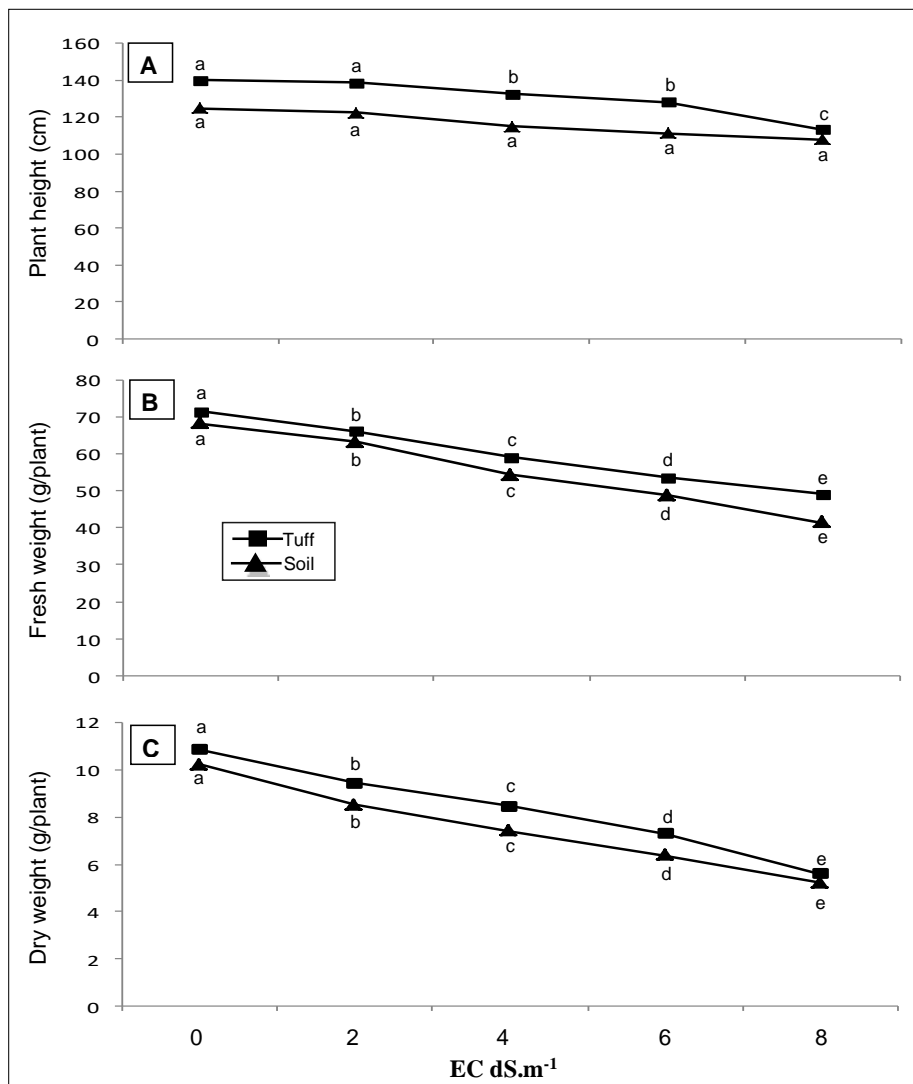 A
Plant height (cm)
160
140
120
100
80
60
40
20
0
a
a
b
b
c
a
a
a
a
a
B
Fresh weight (g/plant)
80
70
60
50
40
30
20
10
0
a
b
c
d
e
a
b
c
d
e
Tuff
Soil
C
Dry weight (g/plant)
12
10
8
6
4
2
0
a
b
c
d
e
a
b
c
d
e
0 2 4 6 8
EC dS.m⁻¹